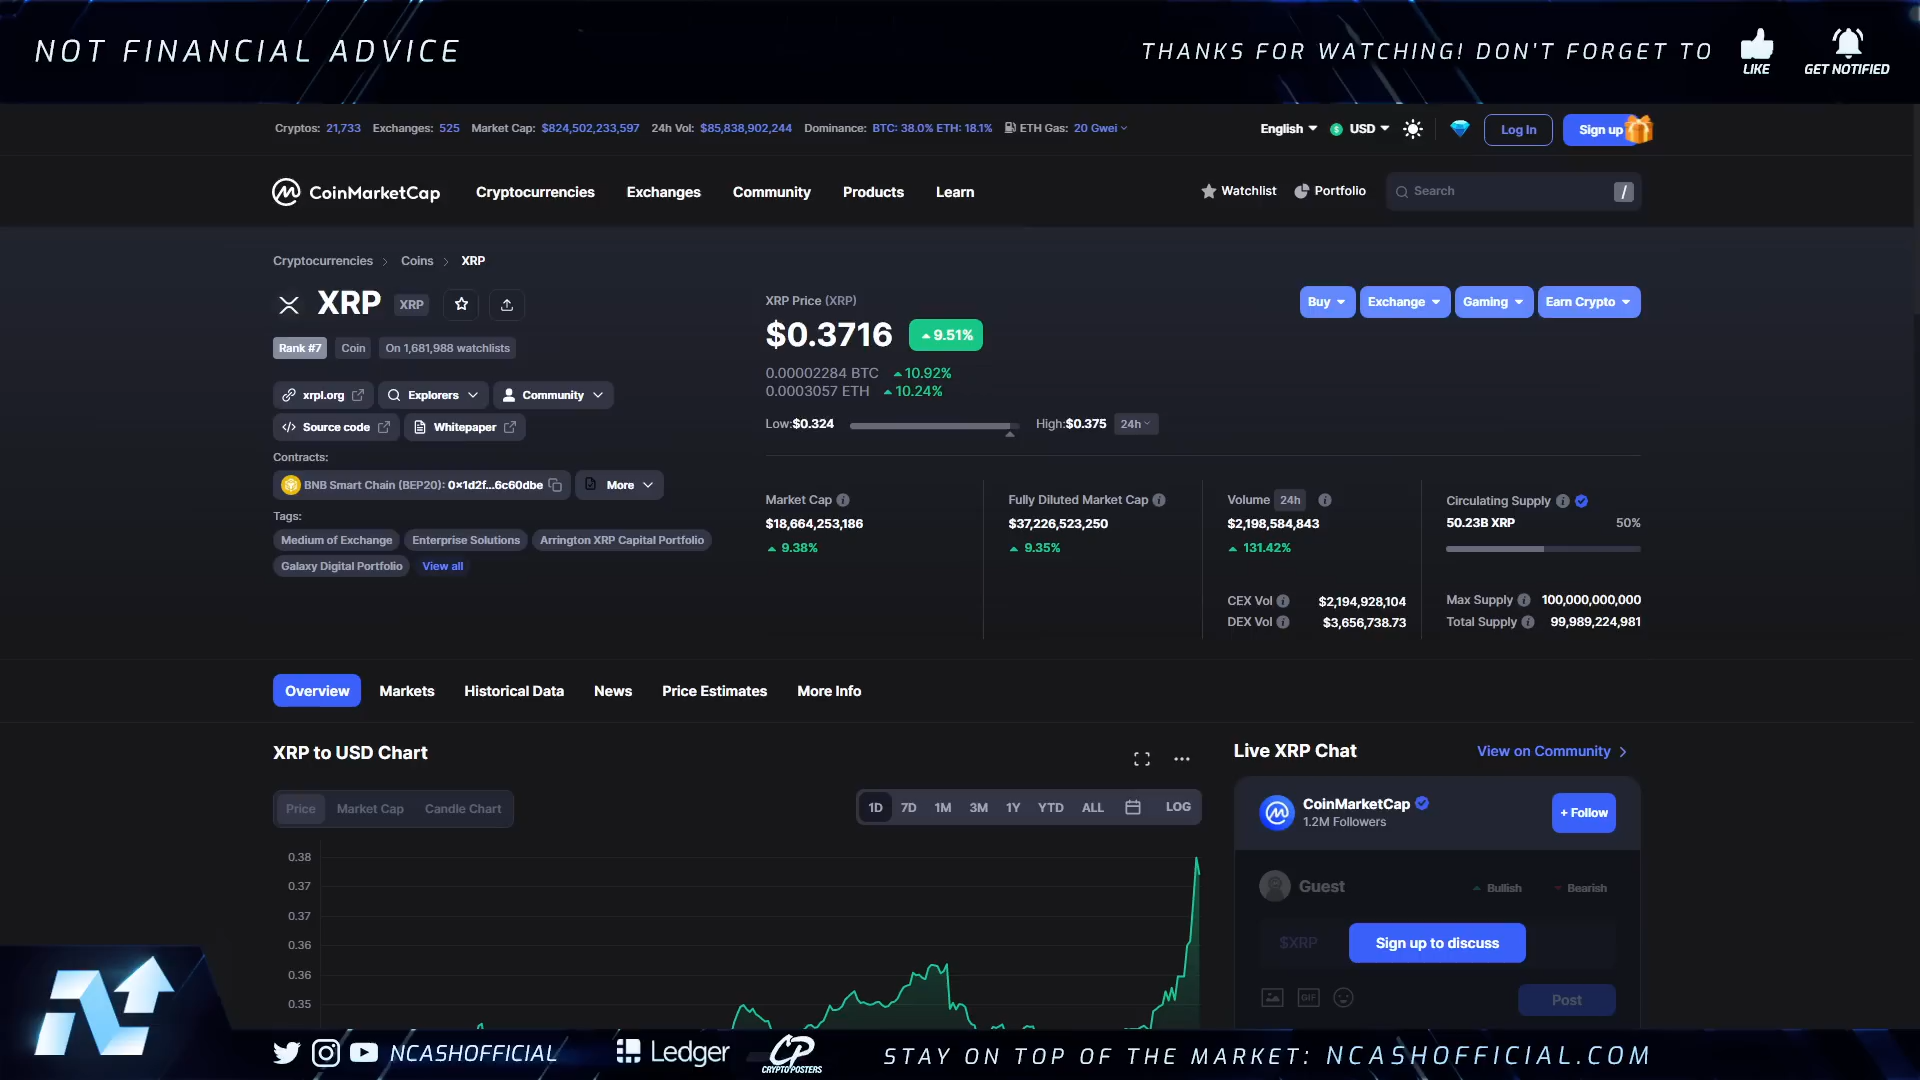 NOT FINANCIAL ADVICE
THANKS FOR WATCHING! DON'T FORGET TO
LIKE
GET NOTIFIED
Cryptos: 21,733 Exchanges: 525 Market Cap: $824,502,233,597 24h Vol: $85,838,902,244 Dominance: BTC: 38.0% ETH: 18.1% ETH Gas: 20 Gwei
English USD Log In Sign up
CoinMarketCap Cryptocurrencies Exchanges Community Products Learn
Watchlist Portfolio Search /
Cryptocurrencies Coins XRP
XRP XRP
Rank #7 Coin On 1,681,988 watchlists
xrpl.org Explorers Community
Source code Whitepaper
Contracts:
BNB Smart Chain (BEP20): 0x1d2f...6c60dbe More
Tags:
Medium of Exchange Enterprise Solutions Arrington XRP Capital Portfolio
Galaxy Digital Portfolio View all
XRP Price (XRP)
$0.3716 9.51%
0.00002284 BTC 10.92%
0.0003057 ETH 10.24%
Low:$0.324 High:$0.375 24h
Buy Exchange Gaming Earn Crypto
Market Cap
$18,664,253,186
9.38%
Fully Diluted Market Cap
$37,226,523,250
9.35%
Volume 24h
$2,198,584,843
131.42%
CEX Vol $2,194,928,104
DEX Vol $3,656,738.73
Circulating Supply
50.23B XRP 50%
Max Supply 100,000,000,000
Total Supply 99,989,224,981
Overview Markets Historical Data News Price Estimates More Info
XRP to USD Chart
Price Market Cap Candle Chart
1D 7D 1M 3M 1Y YTD ALL LOG
0.38
0.37
0.37
0.36
0.36
0.35
Live XRP Chat View on Community
CoinMarketCap
1.2M Followers
+ Follow
Guest Bullish Bearish
$XRP Sign up to discuss
GIF Post
NCASHOFFICIAL Ledger CP CRYPTOPOSTERS STAY ON TOP OF THE MARKET: NCASHOFFICIAL.COM